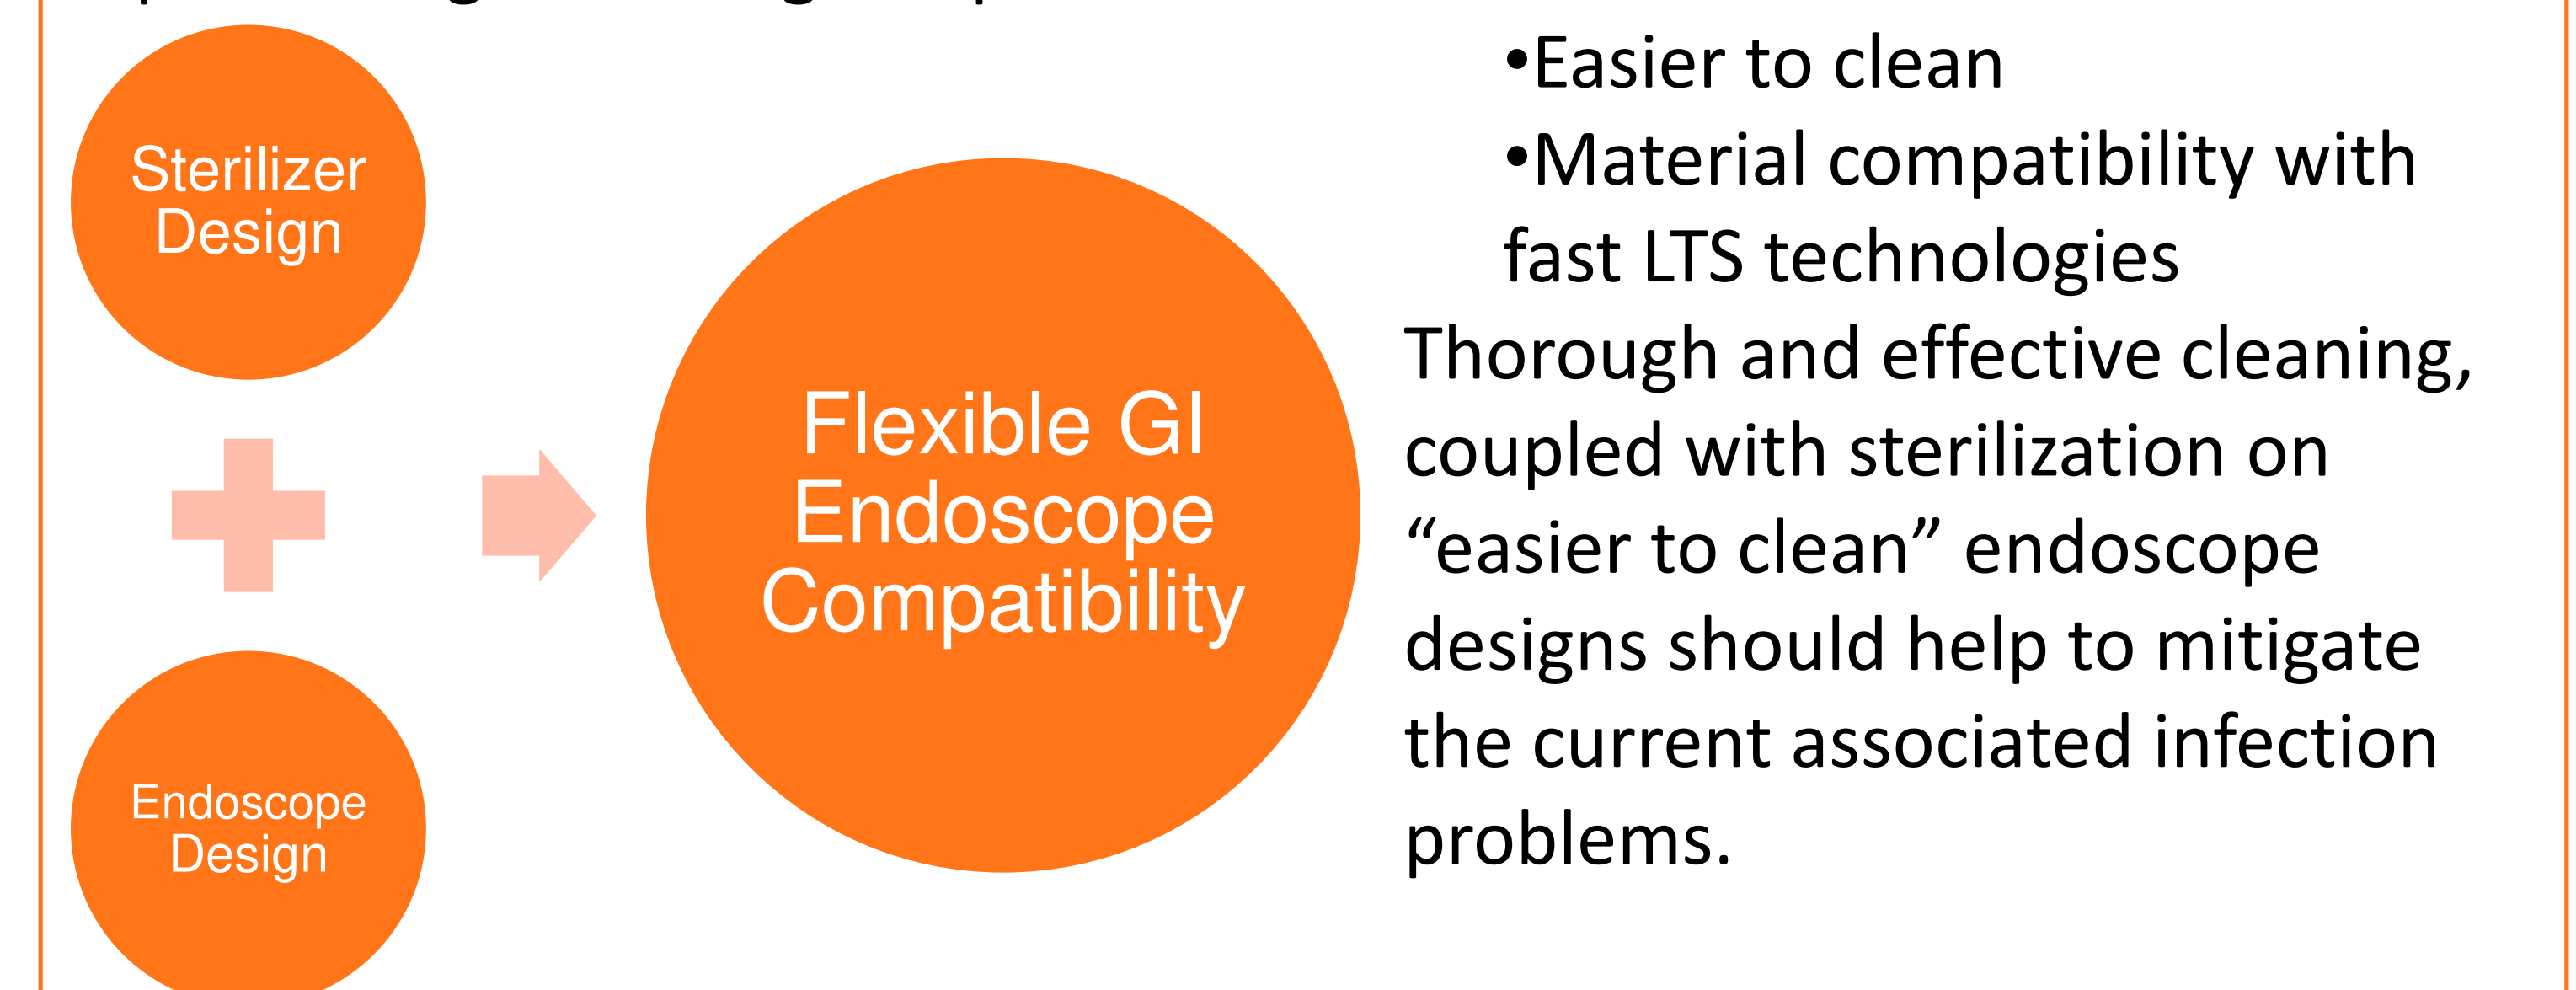 Sterilizer
Design
Endoscope
Design
Flexible GI
Endoscope
Compatibility
•Easier to clean
•Material compatibility with
fast LTS technologies
Thorough and effective cleaning,
coupled with sterilization on
“easier to clean” endoscope
designs should help to mitigate
the current associated infection
problems.